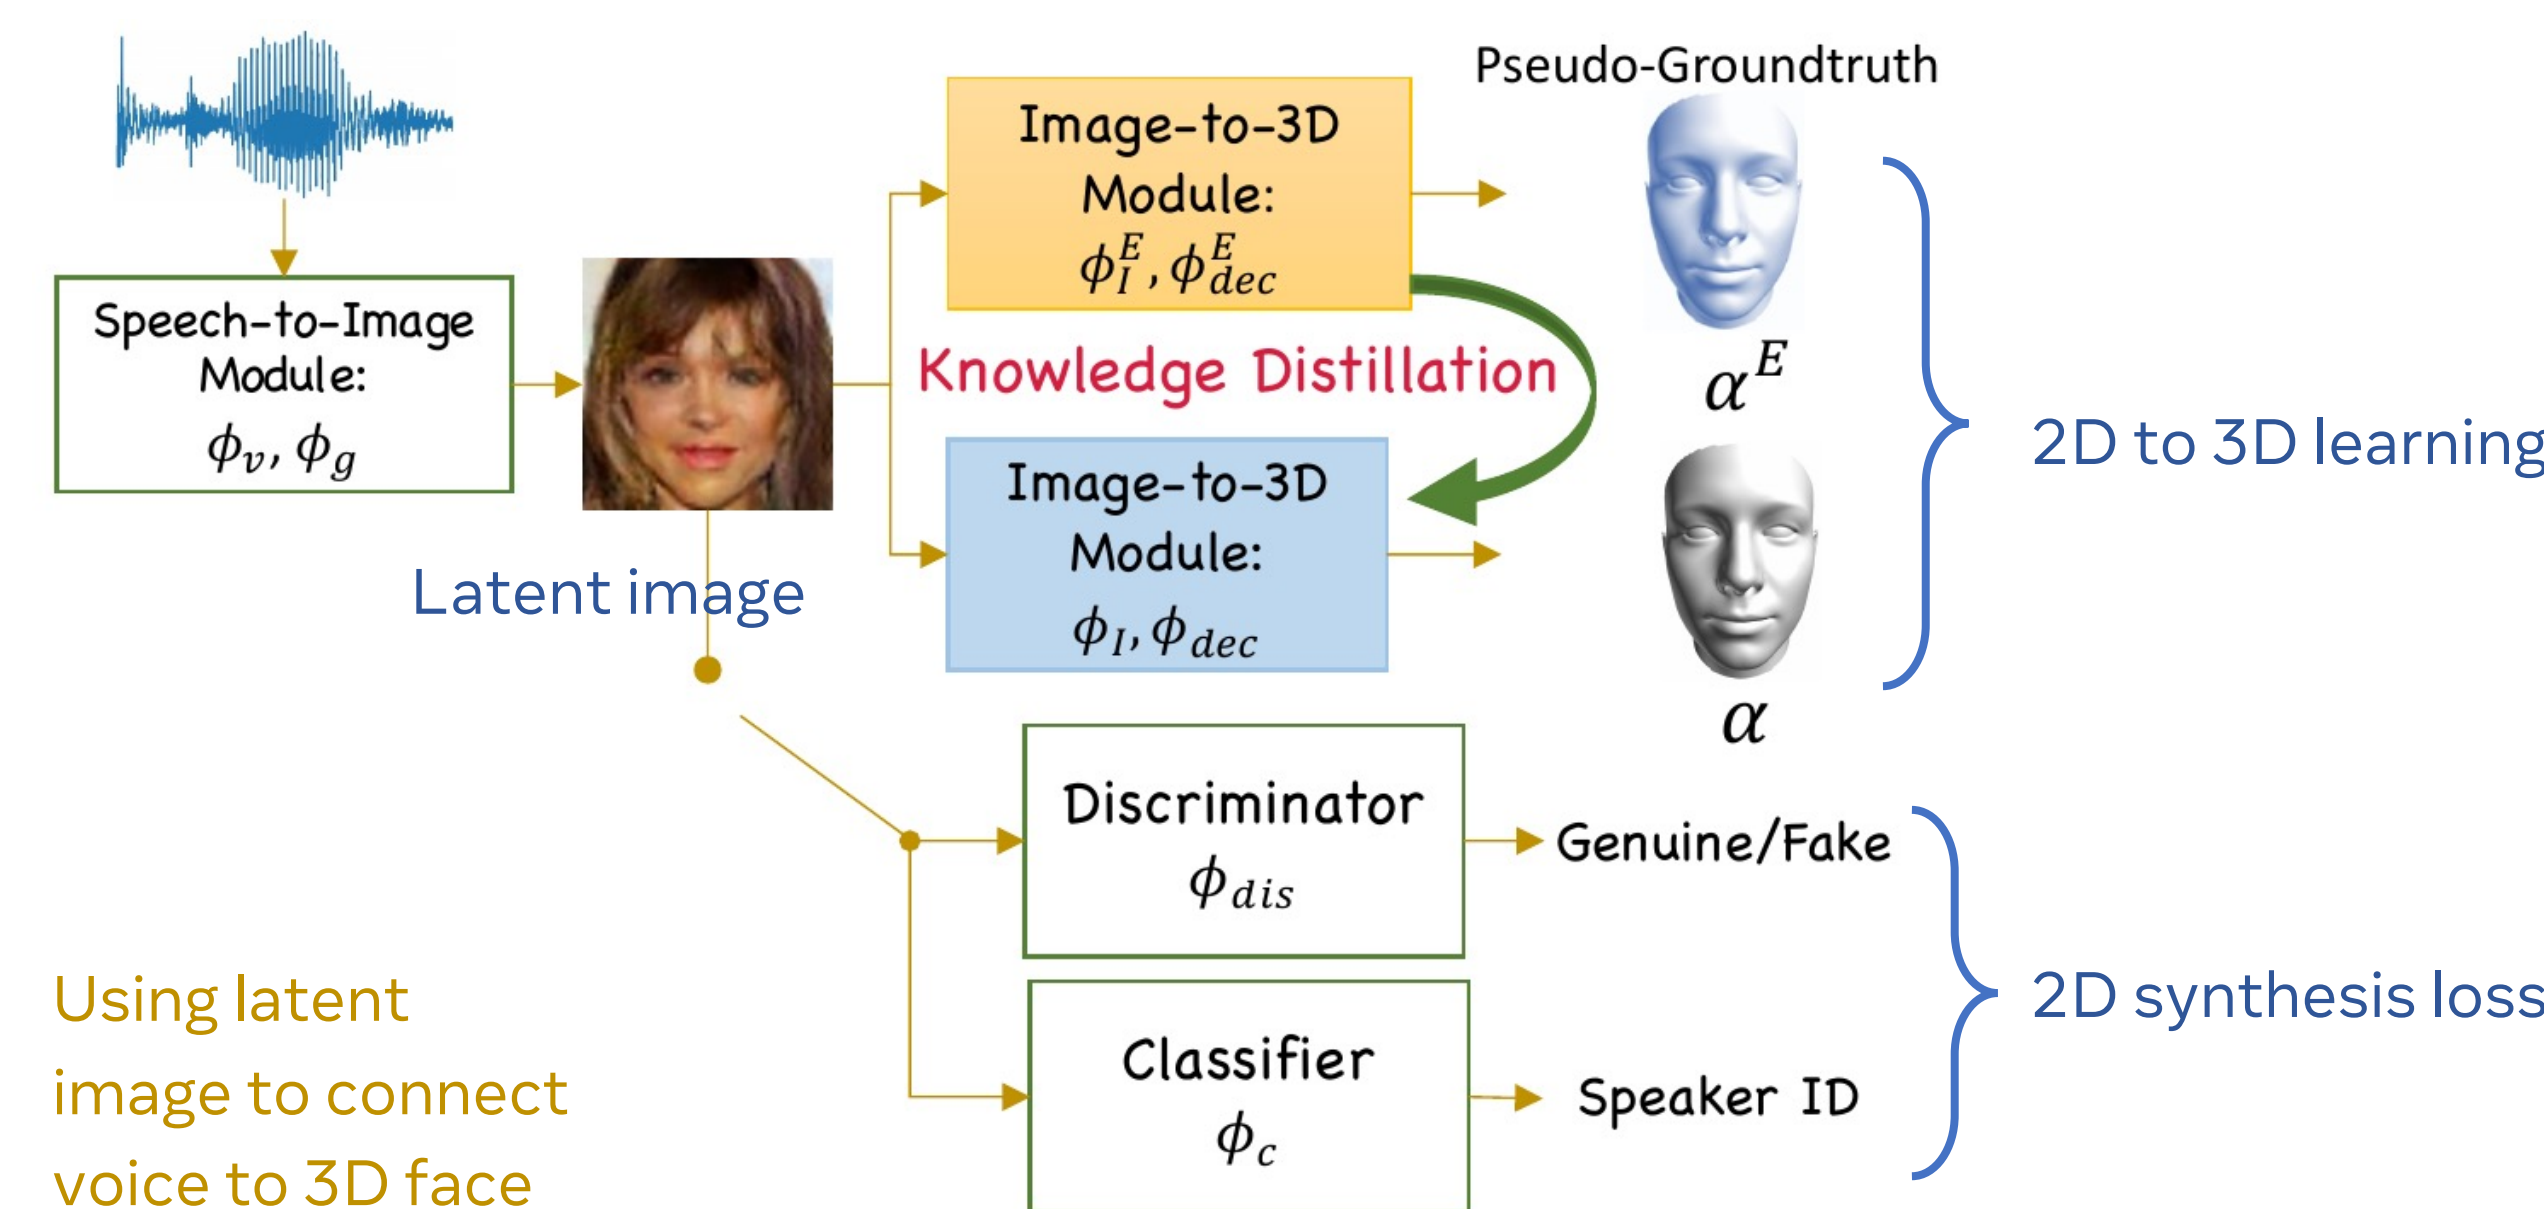 Speech-to-Image
Module:
ϕ_v, ϕ_g
Latent image
Image-to-3D
Module:
ϕ_I^E, ϕ_dec^E
Knowledge Distillation
Image-to-3D
Module:
ϕ_I, ϕ_dec
Pseudo-Groundtruth
α^E
α
2D to 3D learning
Discriminator
ϕ_dis
Genuine/Fake
Classifier
ϕ_c
Speaker ID
2D synthesis loss
Using latent
image to connect
voice to 3D face